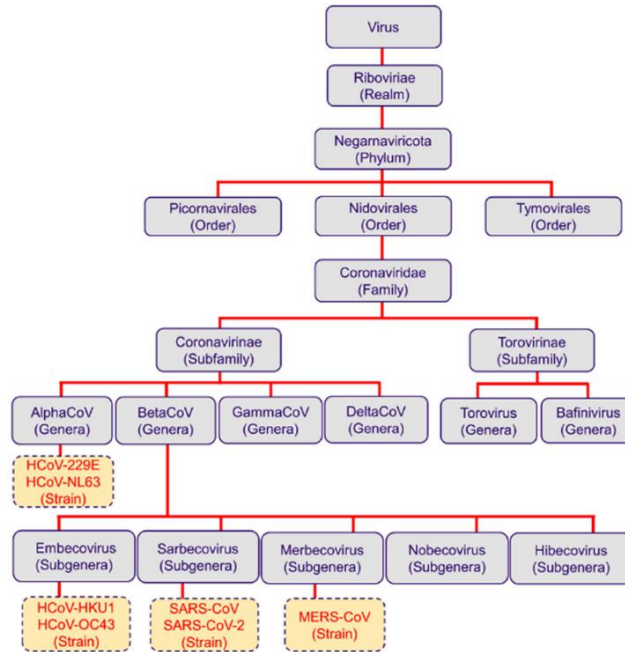 Virus
Riboviriae
(Realm)
Negarnaviricota
(Phylum)
Picornavirales
(Order)
Nidovirales
(Order)
Tymovirales
(Order)
Coronaviridae
(Family)
Coronavirinae
(Subfamily)
Torovirinae
(Subfamily)
AlphaCoV
(Genera)
BetaCoV
(Genera)
GammaCoV
(Genera)
DeltaCoV
(Genera)
Torovirus
(Genera)
Bafinivirus
(Genera)
HCoV-229E
HCoV-NL63
(Strain)
Embecovirus
(Subgenera)
Sarbecovirus
(Subgenera)
Merbecovirus
(Subgenera)
Nobecovirus
(Subgenera)
Hibecovirus
(Subgenera)
HCoV-HKU1
HCoV-OC43
(Strain)
SARS-CoV
SARS-CoV-2
(Strain)
MERS-CoV
(Strain)